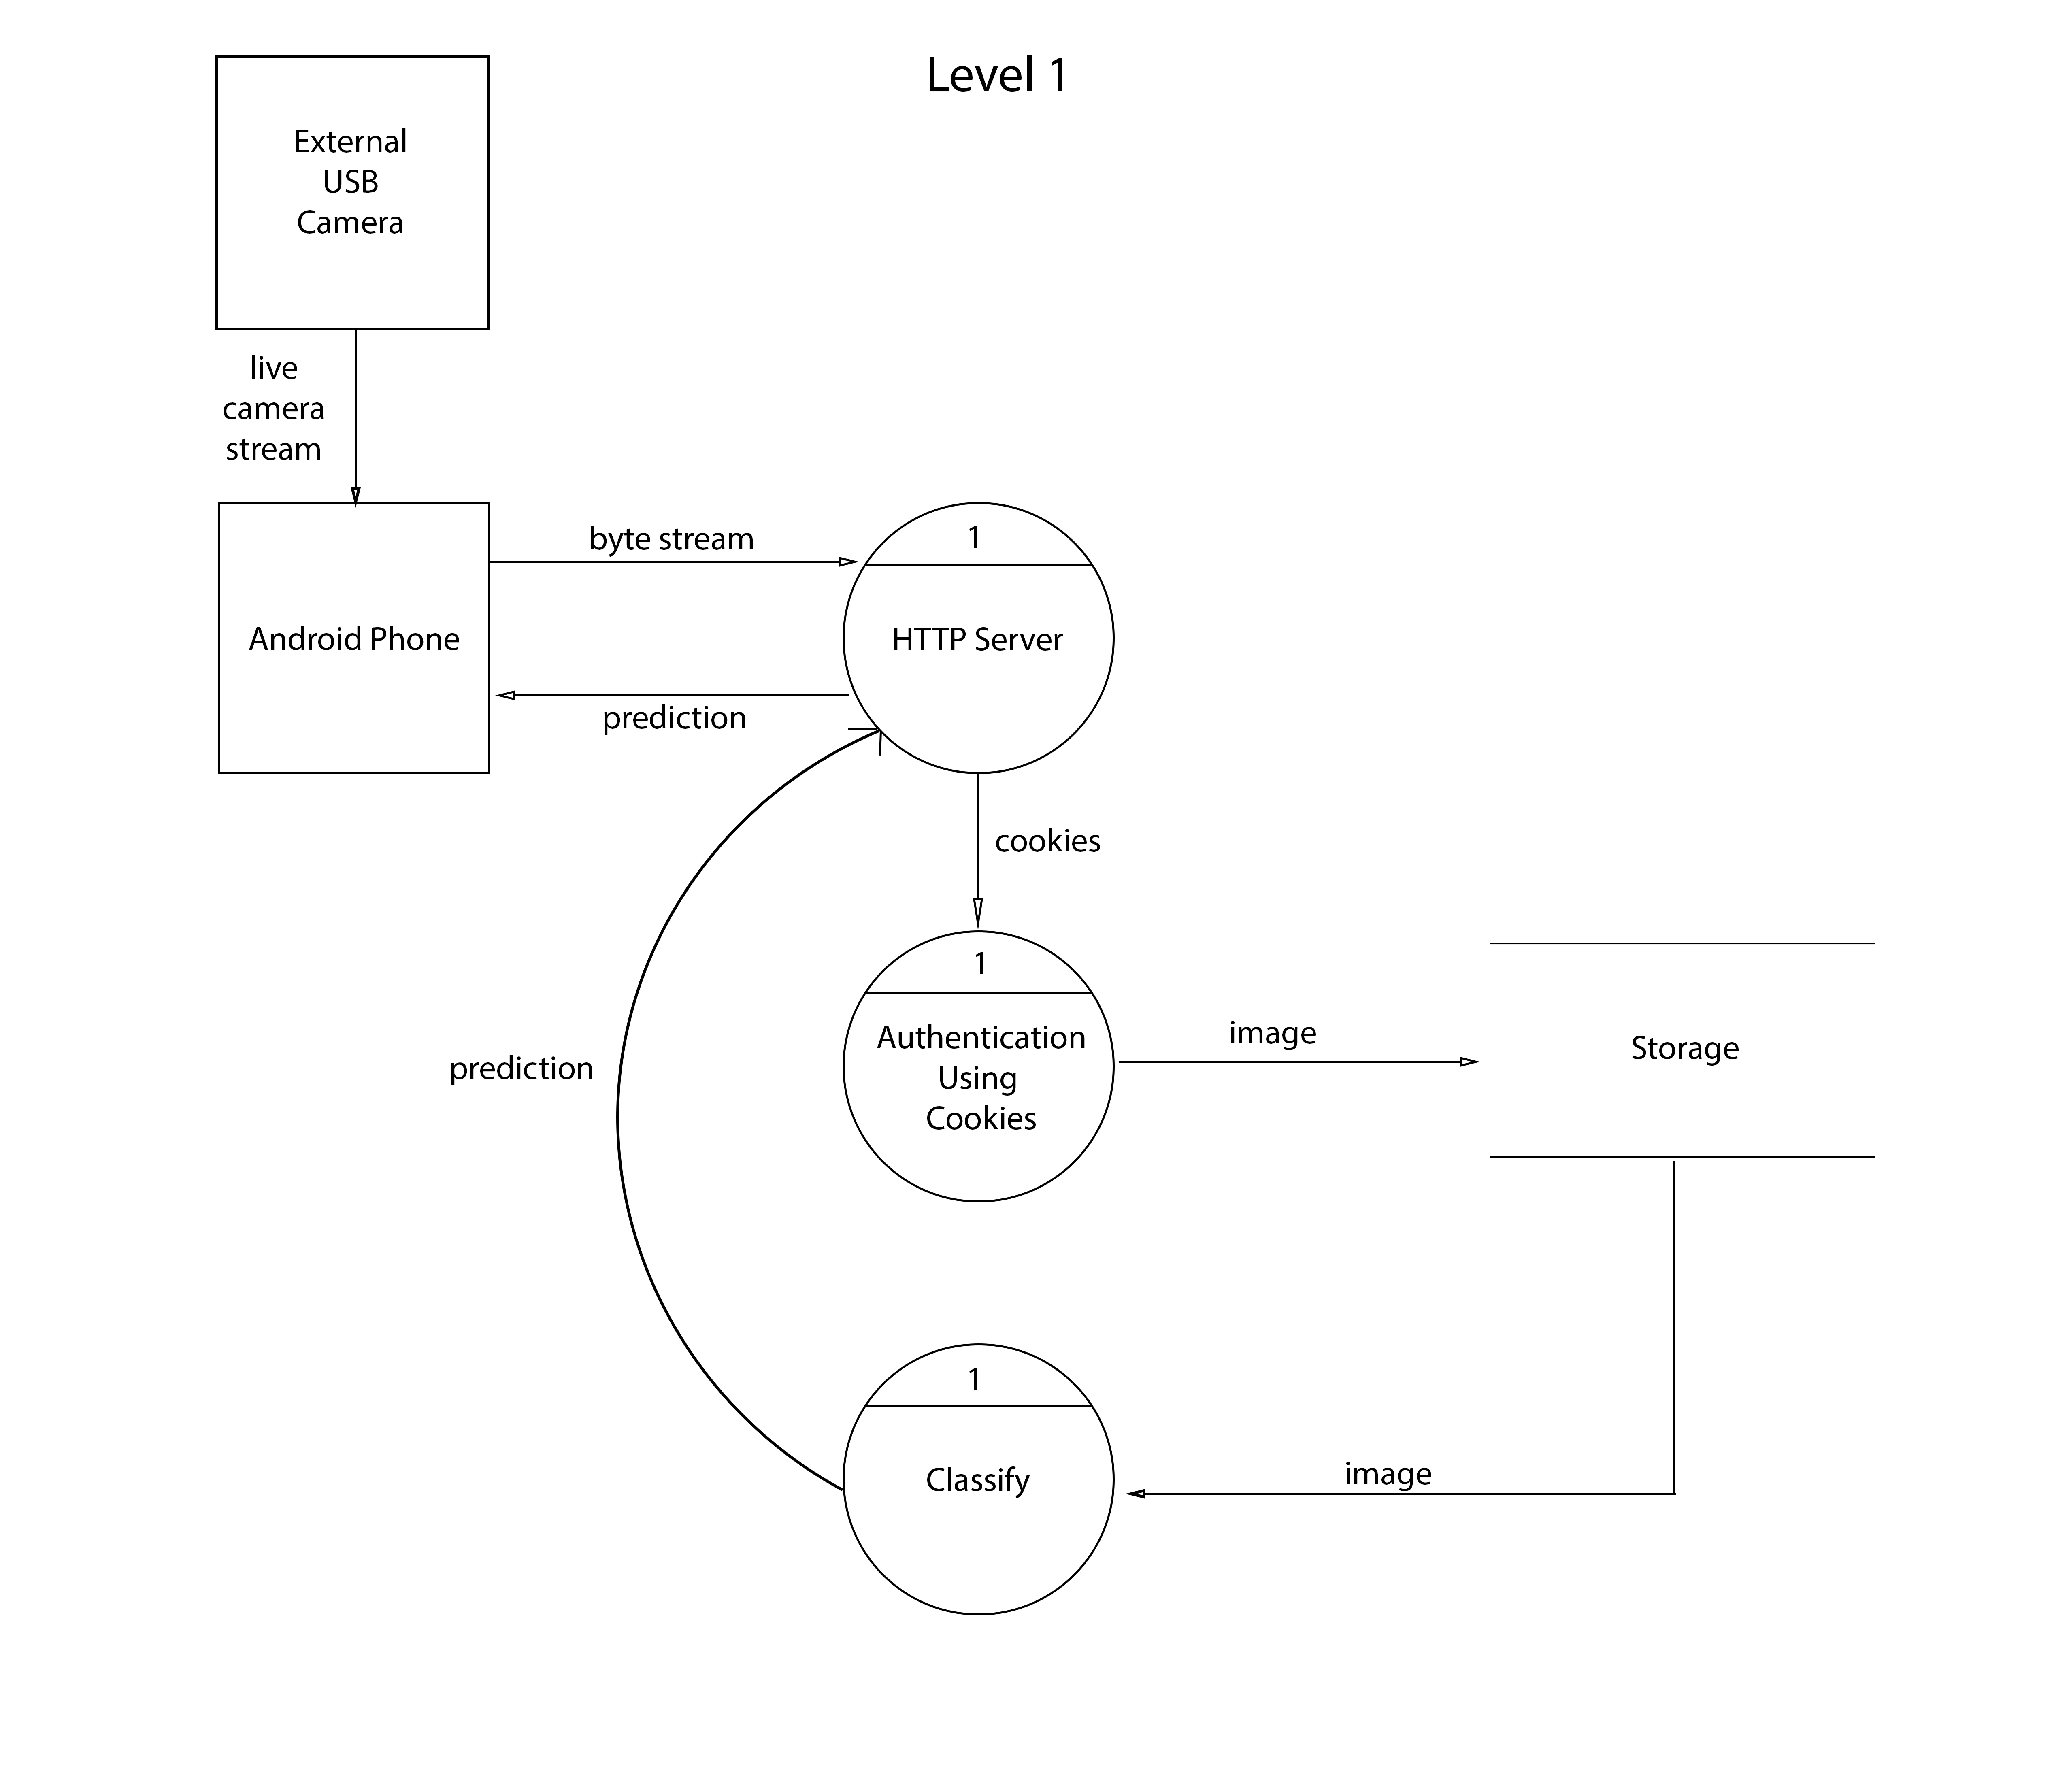 Level 1
External
USB
Camera
live
camera
stream
byte stream
1
Android Phone
HTTP Server
prediction
cookies
1
Authentication
Using
Cookies
image
Storage
prediction
1
Classify
image